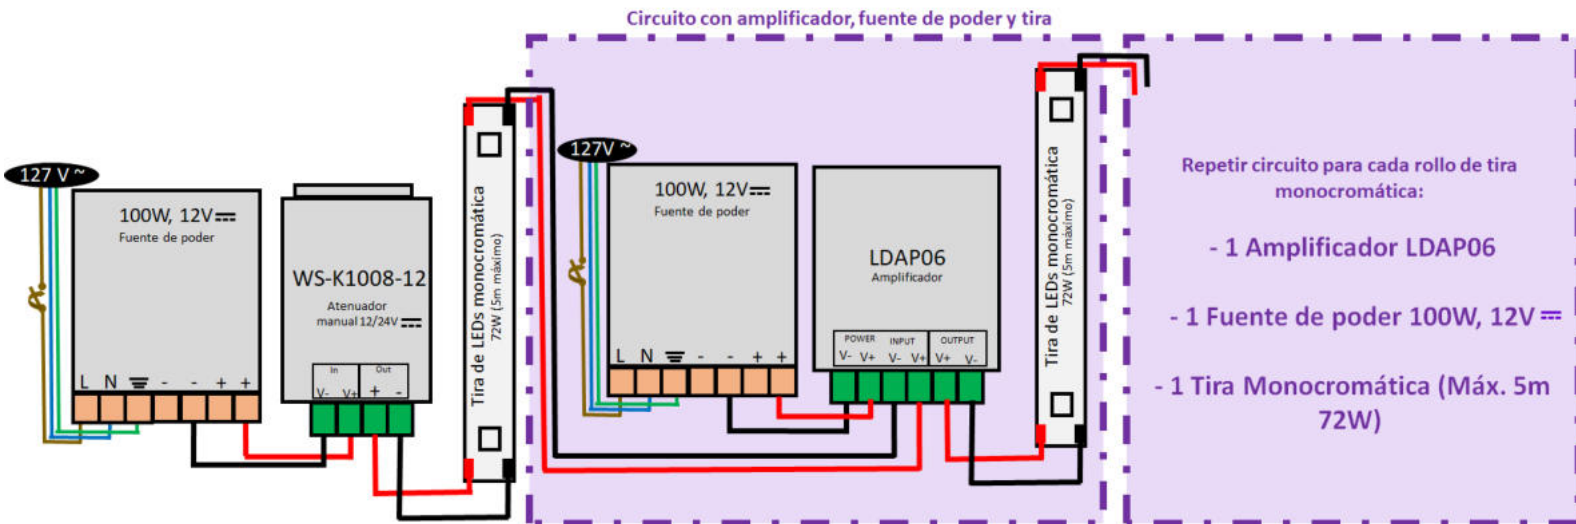 Circuito con amplificador, fuente de poder y tira
127 V ~
100W, 12V
Fuente de poder
L N - - + +
WS-K1008-12
Atenuador
manual 12/24V
In Out
V- V+ + -
Tira de LEDs monocromática
72W (5m máximo)
127V ~
100W, 12V
Fuente de poder
L N - - + +
LDAP06
Amplificador
POWER INPUT OUTPUT
V- V+ V- V+ V+ V-
Tira de LEDs monocromática
72W (5m máximo)
Repetir circuito para cada rollo de tira
monocromática:
- 1 Amplificador LDAP06
- 1 Fuente de poder 100W, 12V
- 1 Tira Monocromática (Máx. 5m
72W)